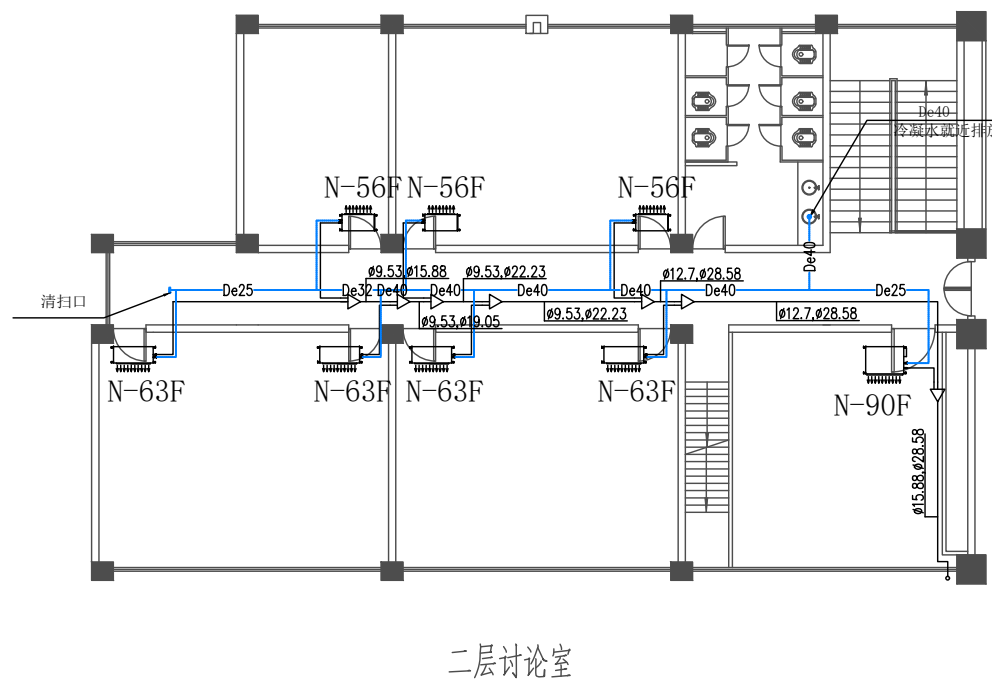 De40
冷凝水就近排
N-56F N-56F N-56F
De40
ø9.53,ø15.88 ø9.53,ø22.23 ø12.7,ø28.58
清扫口
De25 De32 De40 De40 De40 De40 De40 De25
ø9.53,ø19.05 ø9.53,ø22.23 ø12.7,ø28.58
N-63F N-63F N-63F N-63F
N-90F
ø15.88,ø28.58
二层讨论室